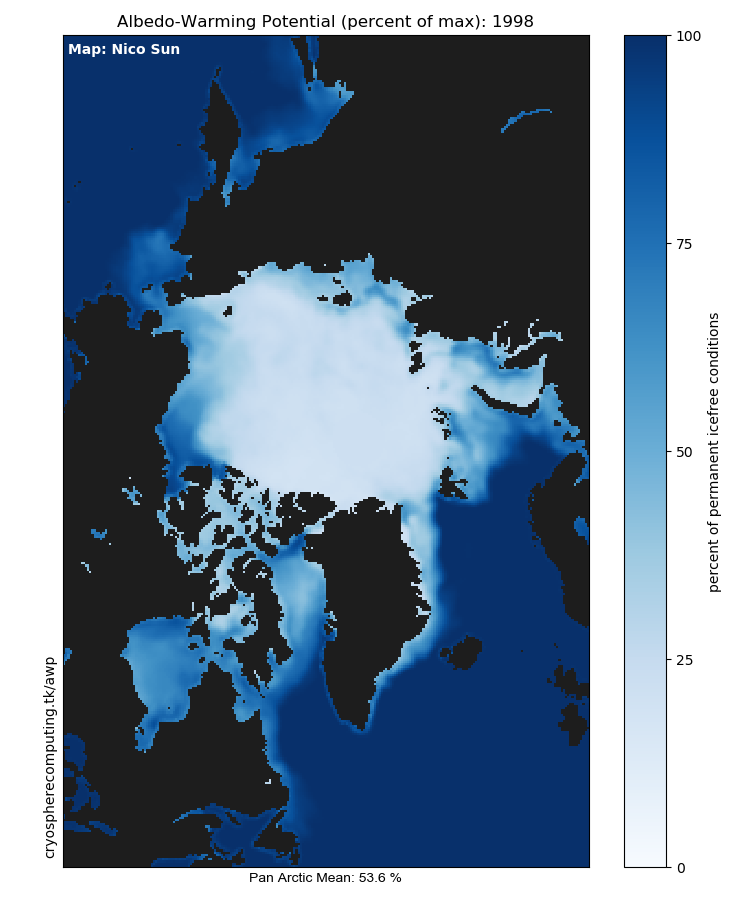 Albedo-Warming Potential (percent of max): 1998
Map: Nico Sun
100
75
50
25
0
percent of permanent icefree conditions
cryospherecomputing.tk/awp
Pan Arctic Mean: 53.6 %